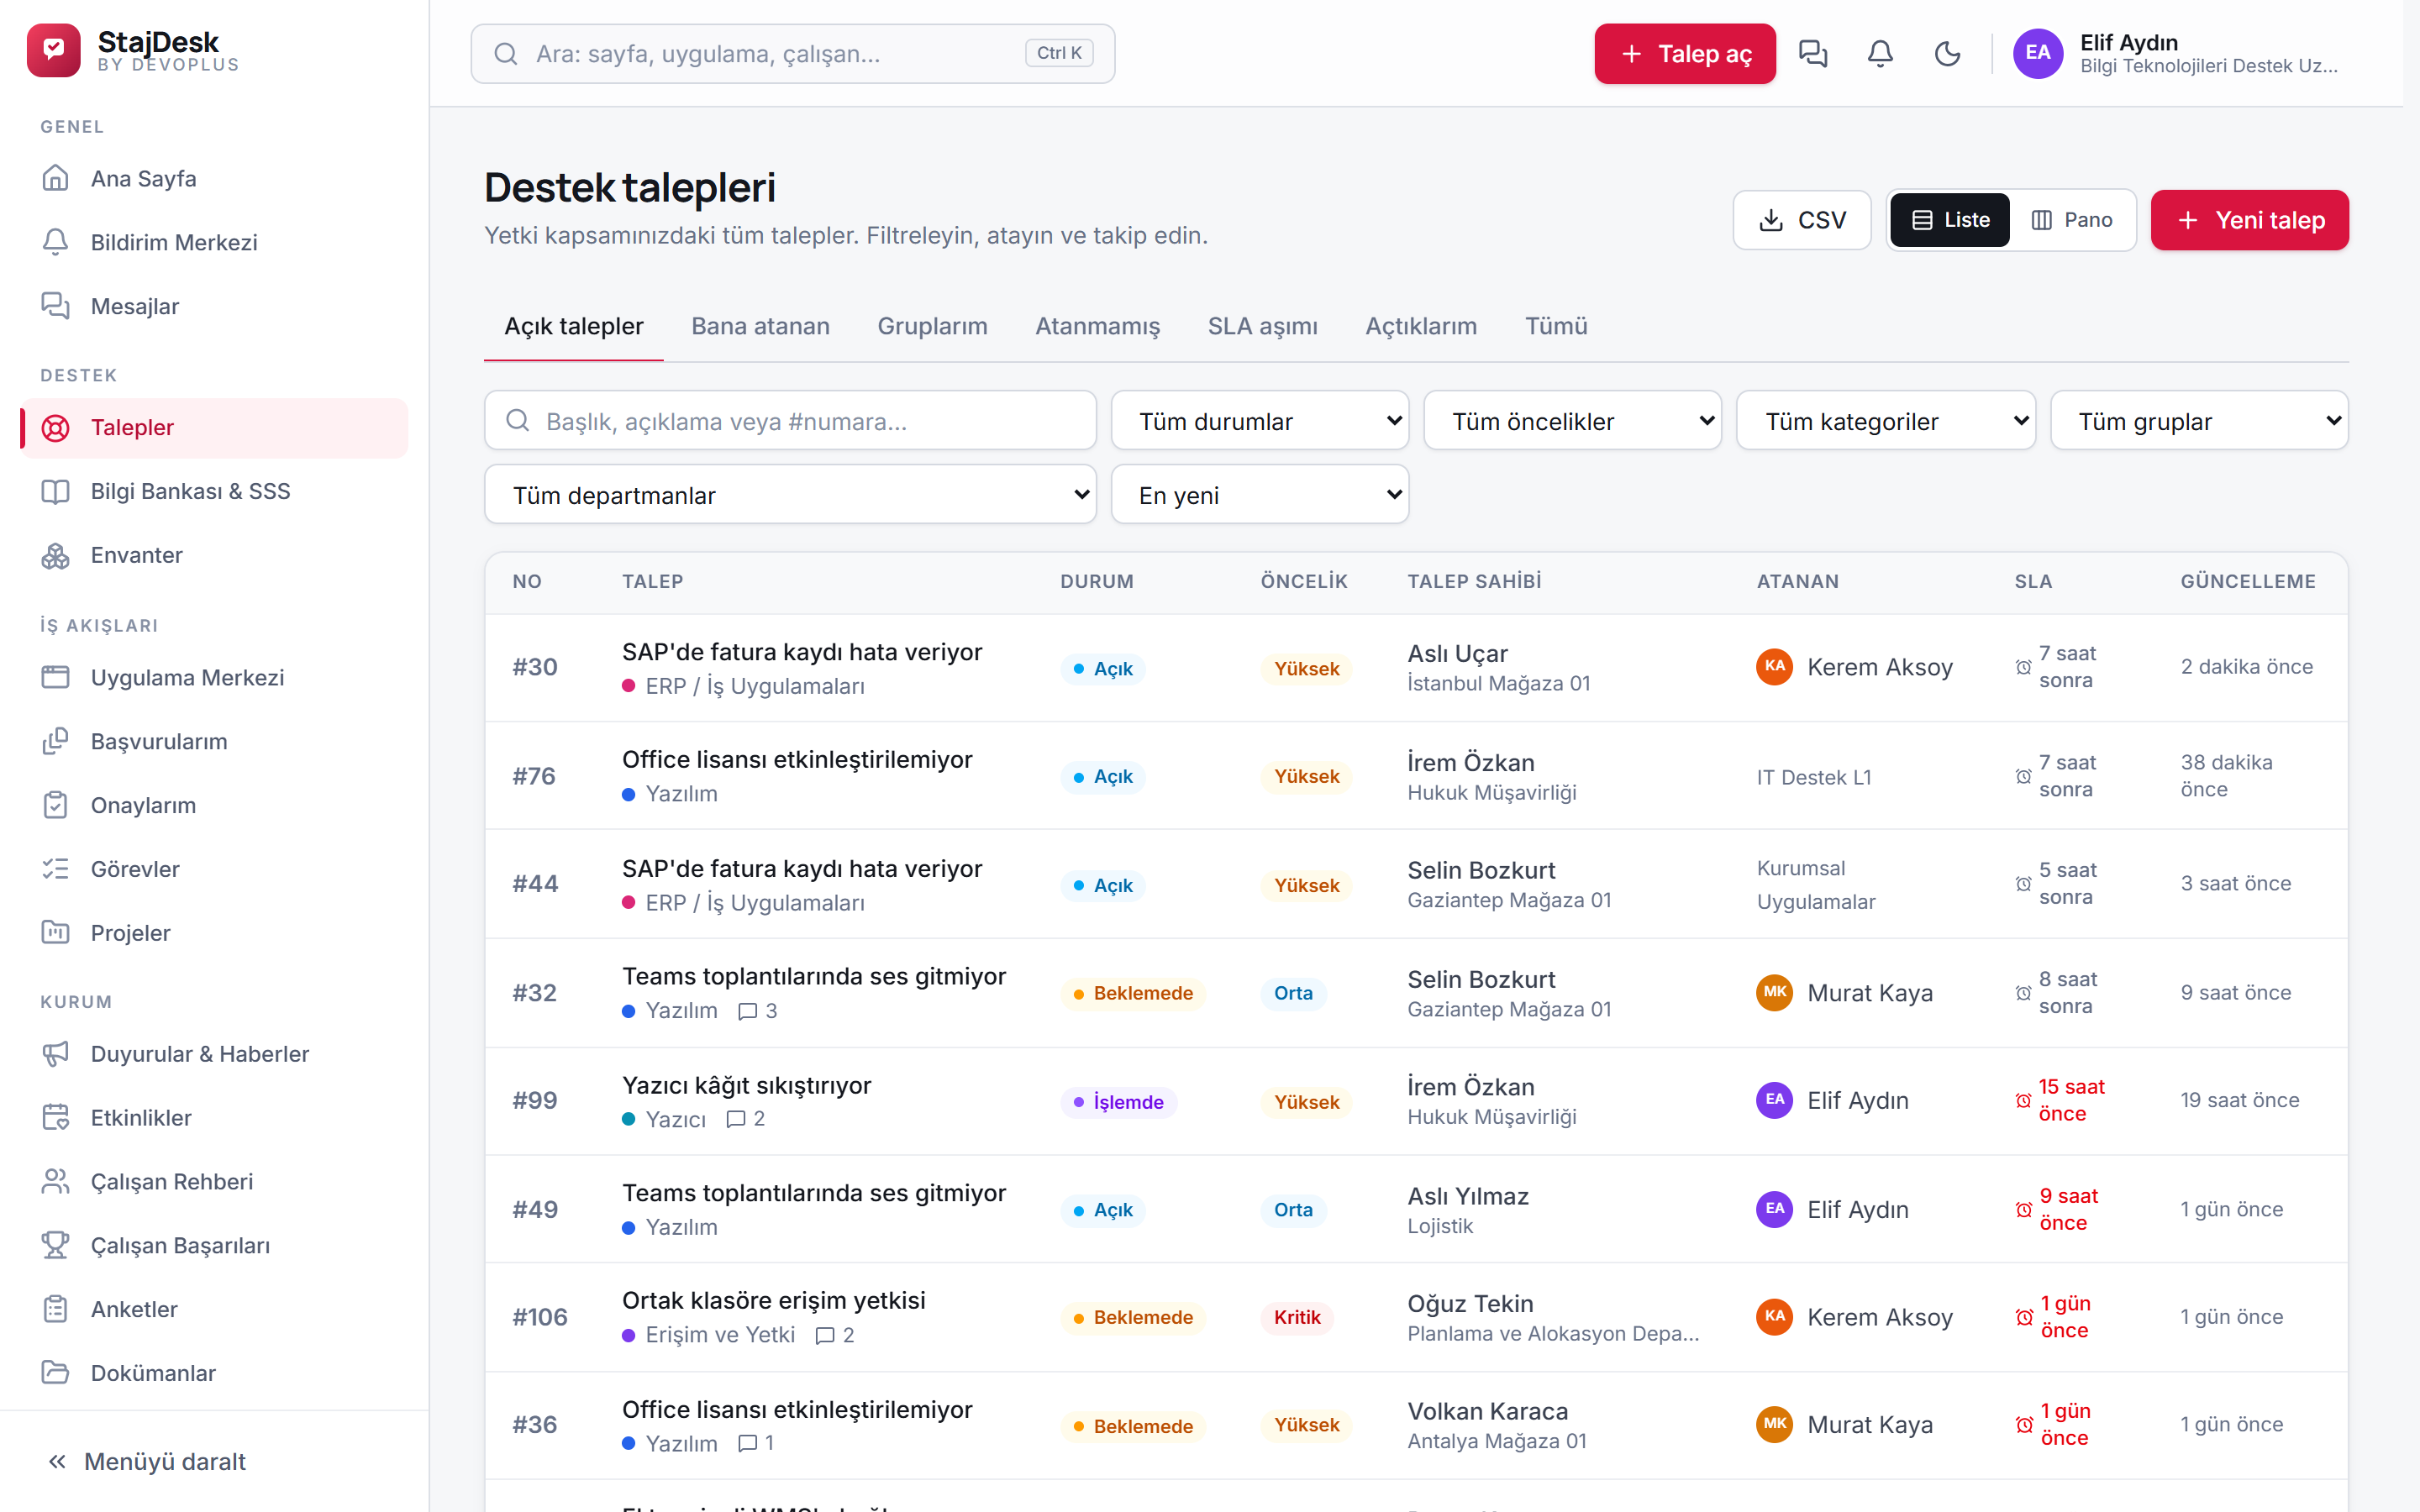 StajDesk
BY DEVOPLUS
GENEL
Ana Sayfa
Bildirim Merkezi
Mesajlar
DESTEK
Talepler
Bilgi Bankası & SSS
Envanter
İŞ AKIŞLARI
Uygulama Merkezi
Başvurularım
Onaylarım
Görevler
Projeler
KURUM
Duyurular & Haberler
Etkinlikler
Çalışan Rehberi
Çalışan Başarıları
Anketler
Dokümanlar
Menüyü daralt
Ara: sayfa, uygulama, çalışan...
Ctrl K
Talep aç
EA
Elif Aydın
Bilgi Teknolojileri Destek Uz...
Destek talepleri
Yetki kapsamınızdaki tüm talepler. Filtreleyin, atayın ve takip edin.
CSV
Liste
Pano
Yeni talep
Açık talepler
Bana atanan
Gruplarım
Atanmamış
SLA aşımı
Açtıklarım
Tümü
Başlık, açıklama veya #numara...
Tüm durumlar
Tüm öncelikler
Tüm kategoriler
Tüm gruplar
Tüm departmanlar
En yeni
NO TALEP DURUM ÖNCELİK TALEP SAHİBİ ATANAN SLA GÜNCELLEME
#30
SAP'de fatura kaydı hata veriyor
ERP / İş Uygulamaları
Açık
Yüksek
Aslı Uçar
İstanbul Mağaza 01
KA
Kerem Aksoy
7 saat
sonra
2 dakika önce
#76
Office lisansı etkinleştirilemiyor
Yazılım
Açık
Yüksek
İrem Özkan
Hukuk Müşavirliği
IT Destek L1
7 saat
sonra
38 dakika
önce
#44
SAP'de fatura kaydı hata veriyor
ERP / İş Uygulamaları
Açık
Yüksek
Selin Bozkurt
Gaziantep Mağaza 01
Kurumsal
Uygulamalar
5 saat
sonra
3 saat önce
#32
Teams toplantılarında ses gitmiyor
Yazılım 3
Beklemede
Orta
Selin Bozkurt
Gaziantep Mağaza 01
MK
Murat Kaya
8 saat
sonra
9 saat önce
#99
Yazıcı kâğıt sıkıştırıyor
Yazıcı 2
İşlemde
Yüksek
İrem Özkan
Hukuk Müşavirliği
EA
Elif Aydın
15 saat
önce
19 saat önce
#49
Teams toplantılarında ses gitmiyor
Yazılım
Açık
Orta
Aslı Yılmaz
Lojistik
EA
Elif Aydın
9 saat
önce
1 gün önce
#106
Ortak klasöre erişim yetkisi
Erişim ve Yetki 2
Beklemede
Kritik
Oğuz Tekin
Planlama ve Alokasyon Depa...
KA
Kerem Aksoy
1 gün
önce
1 gün önce
#36
Office lisansı etkinleştirilemiyor
Yazılım 1
Beklemede
Yüksek
Volkan Karaca
Antalya Mağaza 01
MK
Murat Kaya
1 gün
önce
1 gün önce